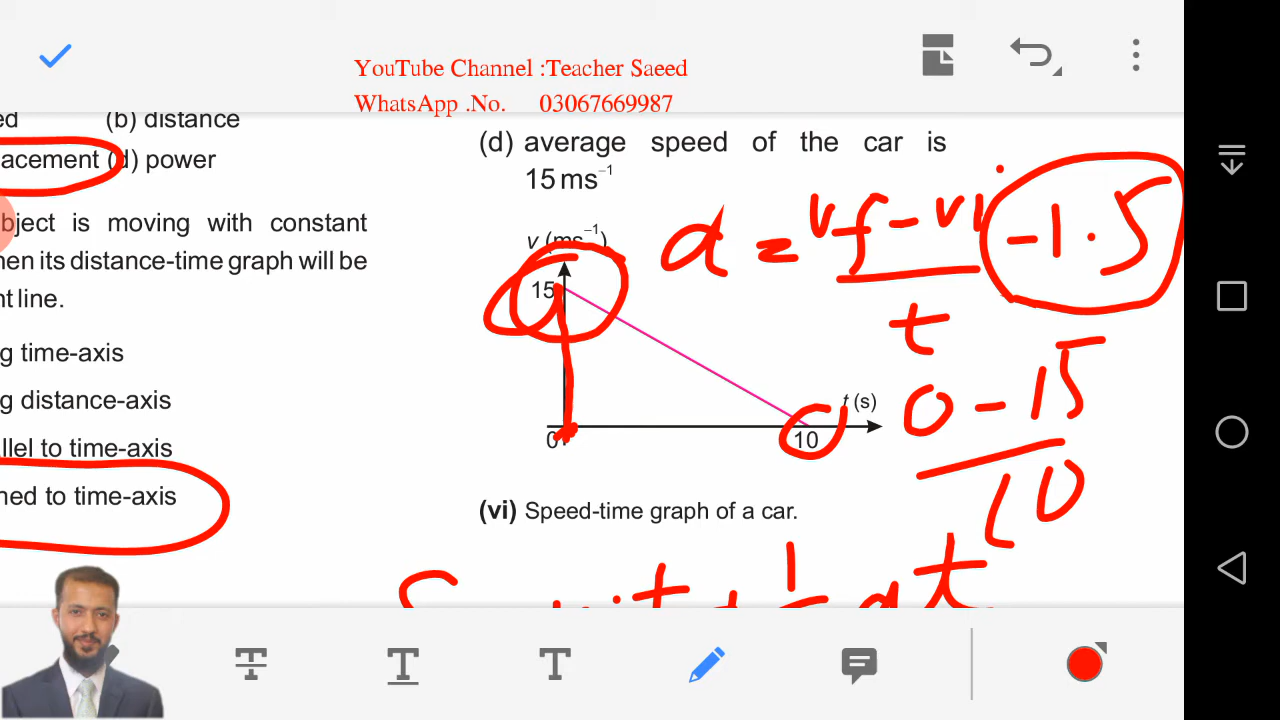 YouTube Channel :Teacher Saeed
WhatsApp .No. 03067669987
ed (b) distance
acement (d) power
bject is moving with constant
hen its distance-time graph will be
nt line.
g time-axis
g distance-axis
llel to time-axis
ned to time-axis
(d) average speed of the car is
15 ms⁻¹
v (ms⁻¹)
15
0
10
t (s)
a = vf - vi
t
-1.5
0 - 15
10
(vi) Speed-time graph of a car.
S vit + 1 at
T T T